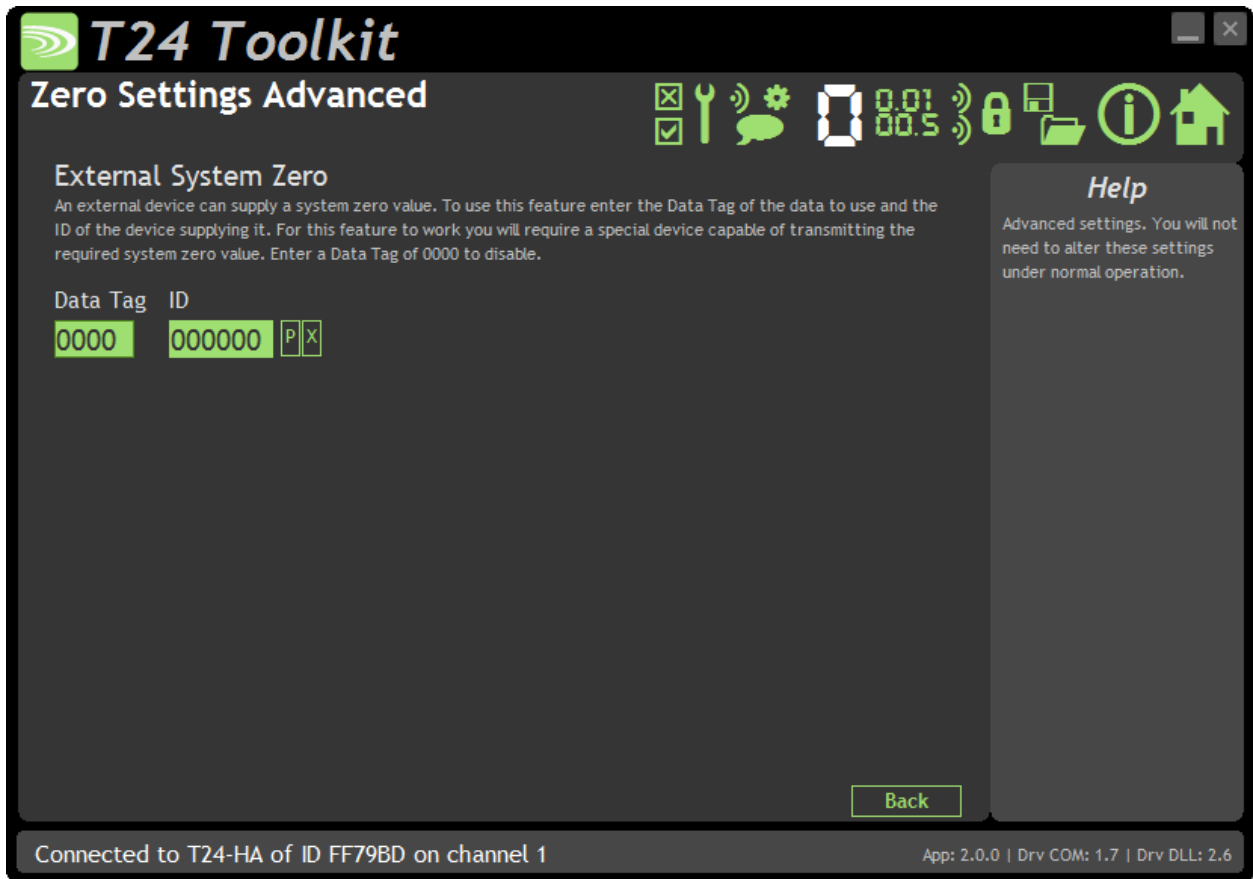 T24 Toolkit
Zero Settings Advanced
0
0.01
00.5
External System Zero
An external device can supply a system zero value. To use this feature enter the Data Tag of the data to use and the
ID of the device supplying it. For this feature to work you will require a special device capable of transmitting the
required system zero value. Enter a Data Tag of 0000 to disable.
Data Tag ID
0000 000000 P X
Back
Help
Advanced settings. You will not
need to alter these settings
under normal operation.
Connected to T24-HA of ID FF79BD on channel 1
App: 2.0.0 | Drv COM: 1.7 | Drv DLL: 2.6